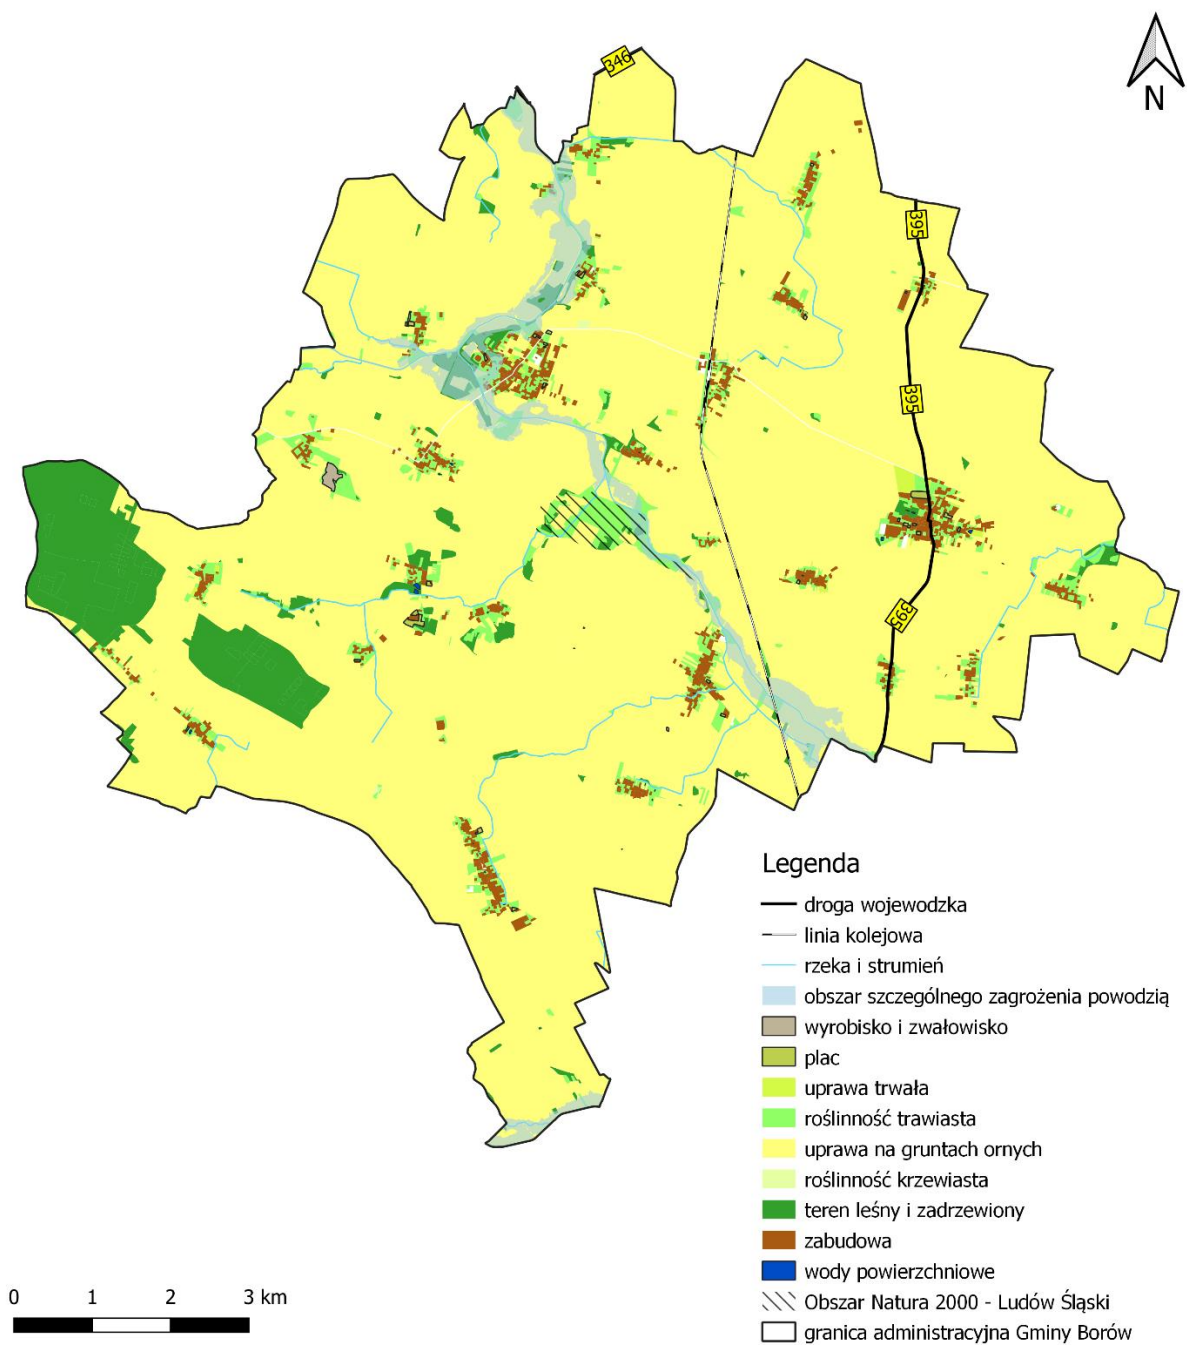 346
N
395
395
395
Legenda
droga wojewodzka
linia kolejowa
rzeka i strumień
obszar szczególnego zagrożenia powodzią
wyrobisko i zwałowisko
plac
uprawa trwała
roślinność trawiasta
uprawa na gruntach ornych
roślinność krzewiasta
teren leśny i zadrzewiony
zabudowa
wody powierzchniowe
Obszar Natura 2000 - Ludów Śląski
granica administracyjna Gminy Borów
0 1 2 3 km